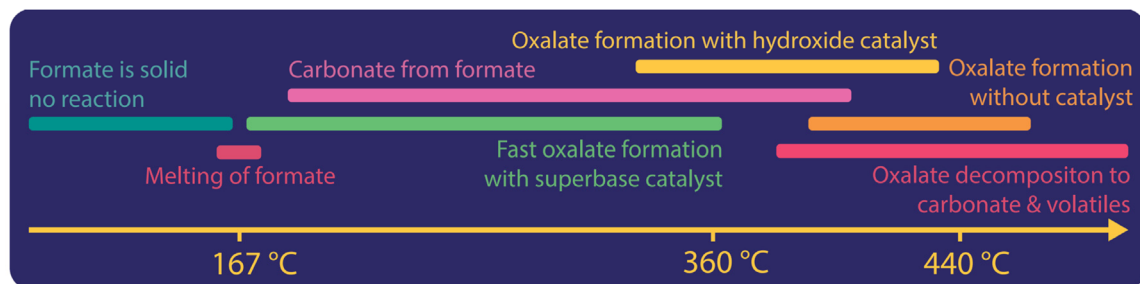 Oxalate formation with hydroxide catalyst
Formate is solid
no reaction
Carbonate from formate
Oxalate formation
without catalyst
Melting of formate
Fast oxalate formation
with superbase catalyst
Oxalate decompositon to
carbonate & volatiles
167 °C
360 °C
440 °C